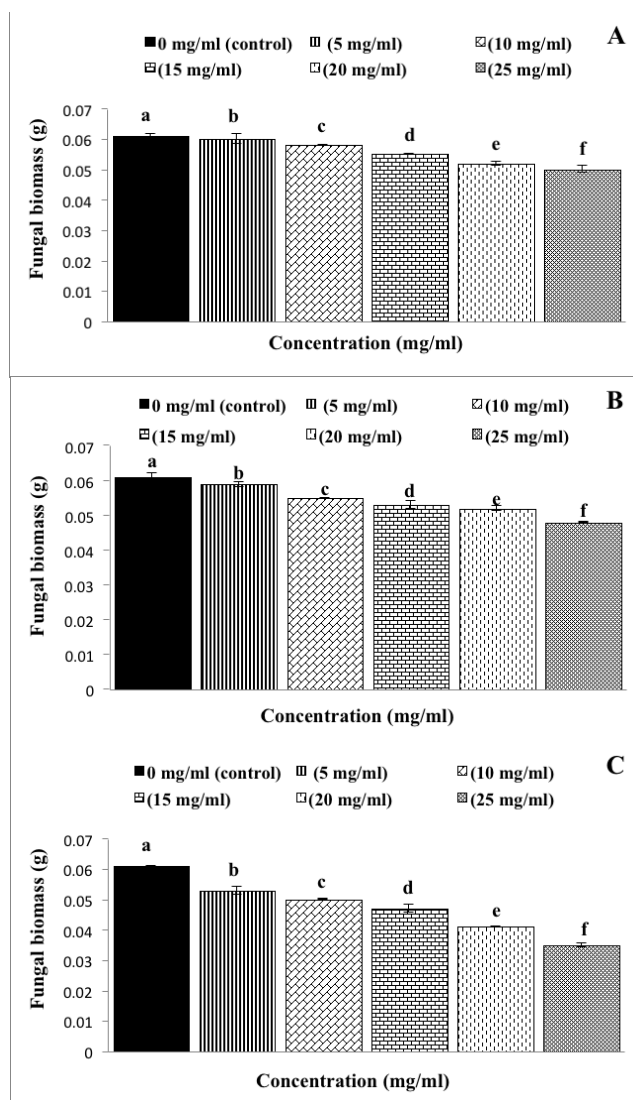 ■0 mg/ml (control) (5 mg/ml) (10 mg/ml) A
(15 mg/ml) (20 mg/ml) (25 mg/ml)
0.07
0.06
0.05
0.04
0.03
0.02
0.01
0
Fungal biomass (g)
a b c d e f
Concentration (mg/ml)
■0 mg/ml (control) (5 mg/ml) (10 mg/ml) B
(15 mg/ml) (20 mg/ml) (25 mg/ml)
0.07
0.06
0.05
0.04
0.03
0.02
0.01
0
Fungal biomass (g)
a b c d e f
Concentration (mg/ml)
■0 mg/ml (control) (5 mg/ml) (10 mg/ml) C
(15 mg/ml) (20 mg/ml) (25 mg/ml)
0.07
0.06
0.05
0.04
0.03
0.02
0.01
0
Fungal biomass (g)
a b c d e f
Concentration (mg/ml)